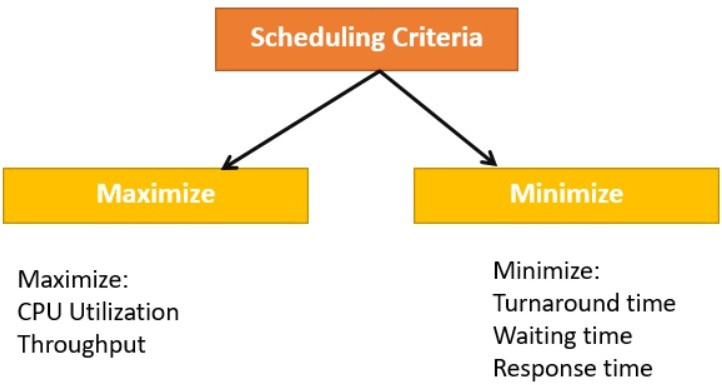 Scheduling Criteria
Maximize
Minimize
Maximize:
CPU Utilization
Throughput
Minimize:
Turnaround time
Waiting time
Response time